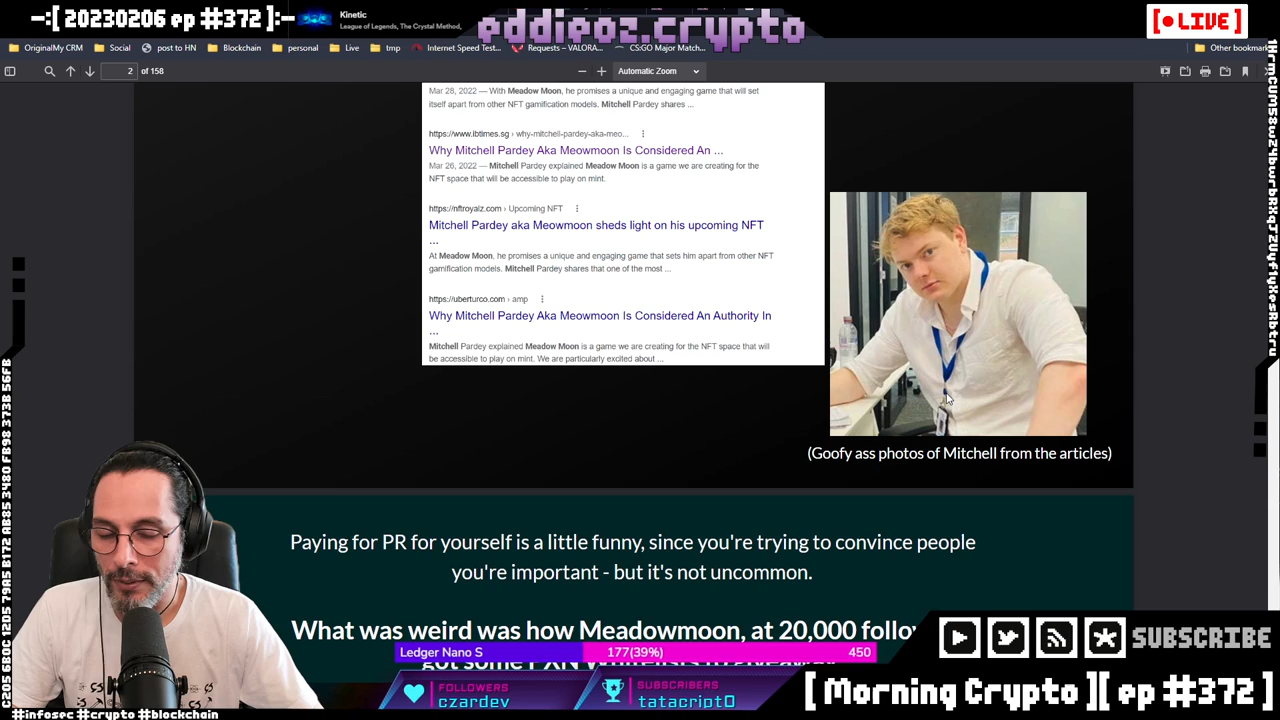 -:[ 20230206 ep #372 ]:-
Kinetic
League of Legends, The Crystal Method,
eddieoz.crypto
[ LIVE ]
OriginalMy CRM
Social
post to HN
Blockchain
personal
Live
tmp
Internet Speed Test...
Requests – VALORA...
CS:GO Major Match...
Other bookmark
2 of 158
Automatic Zoom
Mar 28, 2022 — With Meadow Moon, he promises a unique and engaging game that will set
itself apart from other NFT gamification models. Mitchell Pardey shares ...
https://www.ibtimes.sg › why-mitchell-pardey-aka-meo...
Why Mitchell Pardey Aka Meowmoon Is Considered An ...
Mar 26, 2022 — Mitchell Pardey explained Meadow Moon is a game we are creating for the
NFT space that will be accessible to play on mint.
https://nftroyalz.com › Upcoming NFT
Mitchell Pardey aka Meowmoon sheds light on his upcoming NFT
...
At Meadow Moon, he promises a unique and engaging game that sets him apart from other NFT
gamification models. Mitchell Pardey shares that one of the most ...
https://uberturco.com › amp
Why Mitchell Pardey Aka Meowmoon Is Considered An Authority In
...
Mitchell Pardey explained Meadow Moon is a game we are creating for the NFT space that will
be accessible to play on mint. We are particularly excited about ...
(Goofy ass photos of Mitchell from the articles)
Paying for PR for yourself is a little funny, since you're trying to convince people
you're important - but it's not uncommon.
What was weird was how Meadowmoon, at 20,000 follow
Ledger Nano S 177(39%) 450
FOLLOWERS
czardev
SUBSCRIBERS
tatacript0
SUBSCRIBE
[ Morning Crypto ][ ep #372 ]
#infosec #crypto #blockchain